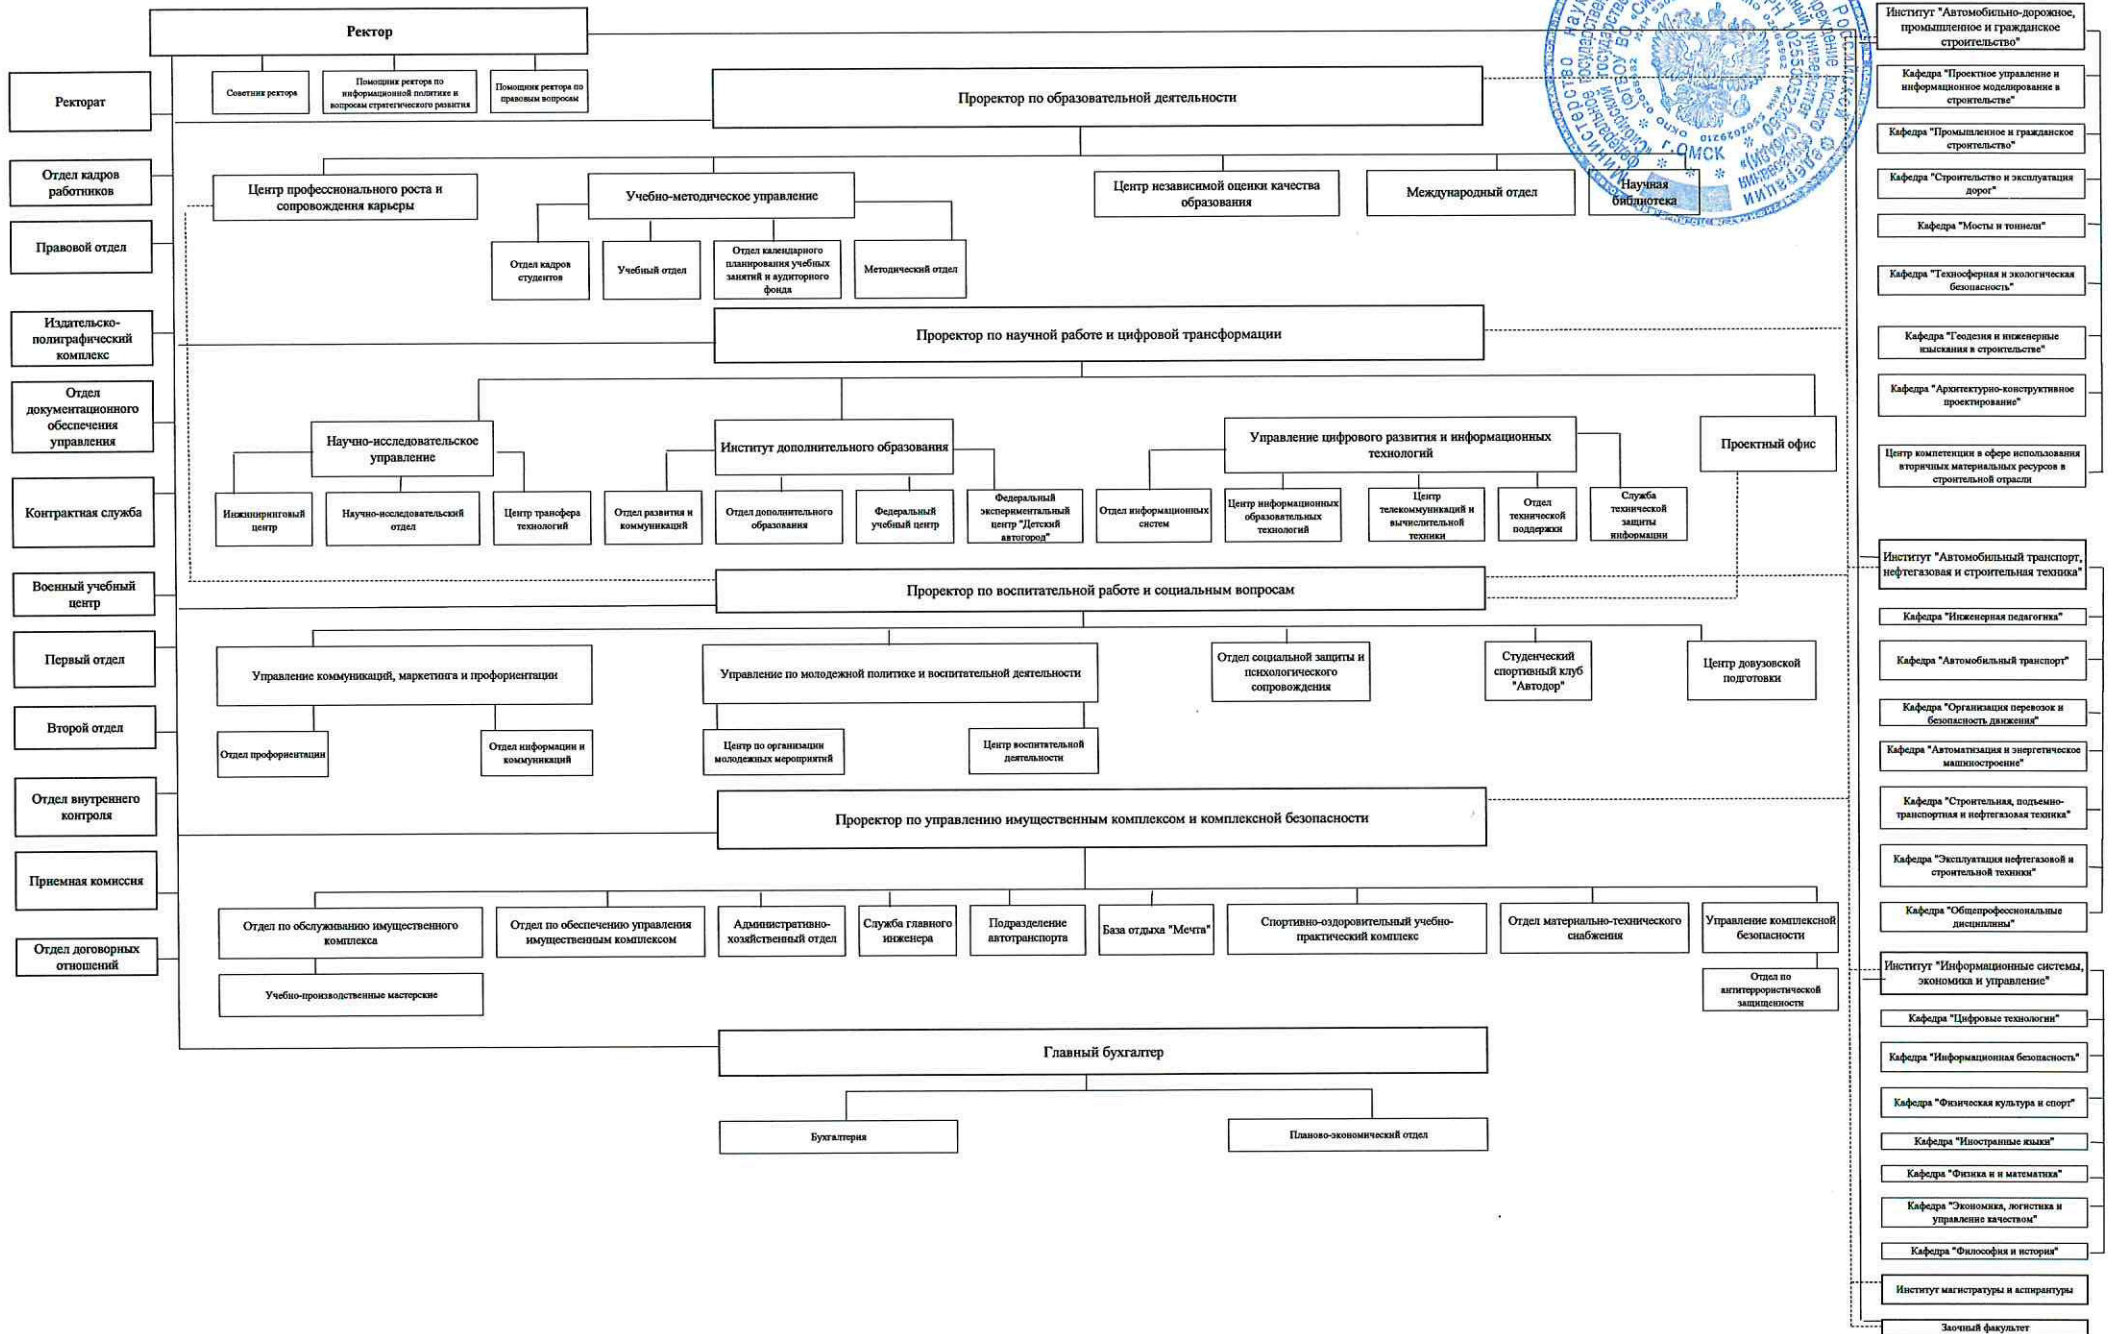 Ректор
Советник ректора
Помощник ректора по
информационной политике и
вопросам стратегического развития
Помощник ректора по
правовым вопросам
Ректорат
Отдел кадров
работников
Правовой отдел
Издательско-
полиграфический
комплекс
Отдел
документационного
обеспечения
управления
Контрактная служба
Военный учебный
центр
Первый отдел
Второй отдел
Отдел внутреннего
контроля
Приемная комиссия
Отдел договорных
отношений
Проректор по образовательной деятельности
Центр профессионального роста и
сопровождения карьеры
Учебно-методическое управление
Центр независимой оценки качества
образования
Международный отдел
Научная
библиотека
Отдел кадров
студентов
Учебный отдел
Отдел календарного
планирования учебных
занятий и аудиторного
фонда
Методический отдел
Проректор по научной работе и цифровой трансформации
Научно-исследовательское
управление
Институт дополнительного образования
Управление цифрового развития и информационных
технологий
Проектный офис
Инжиниринговый
центр
Научно-исследовательский
отдел
Центр трансфера
технологий
Отдел развития и
коммуникаций
Отдел дополнительного
образования
Федеральный
учебный центр
Федеральный
экспериментальный
центр "Детский
автогород"
Отдел информационных
систем
Центр информационных
образовательных
технологий
Центр
телекоммуникаций и
вычислительной
техники
Отдел
технической
поддержки
Служба
технической
защиты
информации
Проректор по воспитательной работе и социальным вопросам
Управление коммуникаций, маркетинга и профориентации
Управление по молодежной политике и воспитательной деятельности
Отдел социальной защиты и
психологического
сопровождения
Студенческий
спортивный клуб
"Автодор"
Центр довузовской
подготовки
Отдел профориентации
Отдел информации и
коммуникаций
Центр по организации
молодежных мероприятий
Центр воспитательной
деятельности
Проректор по управлению имущественным комплексом и комплексной безопасности
Отдел по обслуживанию имущественного
комплекса
Отдел по обеспечению управления
имущественным комплексом
Административно-
хозяйственный отдел
Служба главного
инженера
Подразделение
автотранспорта
База отдыха "Мечта"
Спортивно-оздоровительный учебно-
практический комплекс
Отдел материально-технического
снабжения
Управление комплексной
безопасности
Учебно-производственные мастерские
Отдел по
антитеррористической
защищенности
Главный бухгалтер
Бухгалтерия
Планово-экономический отдел
Институт "Автомобильно-дорожное,
промышленное и гражданское
строительство"
Кафедра "Проектное управление и
информационное моделирование в
строительстве"
Кафедра "Промышленное и гражданское
строительство"
Кафедра "Строительство и эксплуатация
дорог"
Кафедра "Мосты и тоннели"
Кафедра "Техносферная и экологическая
безопасность"
Кафедра "Геодезия и инженерные
изыскания в строительстве"
Кафедра "Архитектурно-конструктивное
проектирование"
Центр компетенции в сфере использования
вторичных материальных ресурсов в
строительной отрасли
Институт "Автомобильный транспорт,
нефтегазовая и строительная техника"
Кафедра "Инженерная педагогика"
Кафедра "Автомобильный транспорт"
Кафедра "Организация перевозок и
безопасность движения"
Кафедра "Автоматизация и энергетическое
машиностроение"
Кафедра "Строительная, подъемно-
транспортная и нефтегазовая техника"
Кафедра "Эксплуатация нефтегазовой и
строительной техники"
Кафедра "Общепрофессиональные
дисциплины"
Институт "Информационные системы,
экономика и управление"
Кафедра "Цифровые технологии"
Кафедра "Информационная безопасность"
Кафедра "Физическая культура и спорт"
Кафедра "Иностранные языки"
Кафедра "Физика и и математика"
Кафедра "Экономика, логистика и
управление качеством"
Кафедра "Философия и история"
Институт магистратуры и аспирантуры
Заочный факультет
г.ОМСК